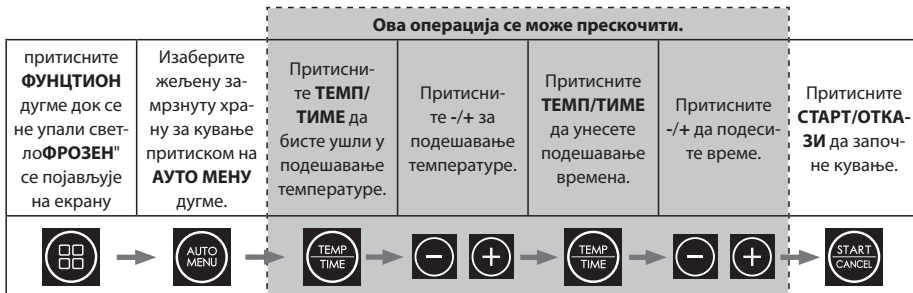 Ова операција се може прескочити.
притисните
ФУНЦТИОН
дугме док се
не упали свет-
лоФРОЗЕН"
се појављује
на екрану
Изаберите
жељену за-
мрзнуту хра-
ну за кување
притиском на
АУТО МЕНУ
дугме.
Притисни-
те ТЕМП/
ТИМЕ да
бисте ушли у
подешавање
температуре.
Притисни-
те -/+ за
подешавање
температуре.
Притисните
ТЕМП/ТИМЕ
да унесете
подешавање
времена.
Притисните
-/+ да подеси-
те време.
Притисните
СТАРТ/ОТКА-
ЗИ да започ-
не кување.
AUTO
MENU
TEMP
TIME
− +
TEMP
TIME
− +
START
CANCEL